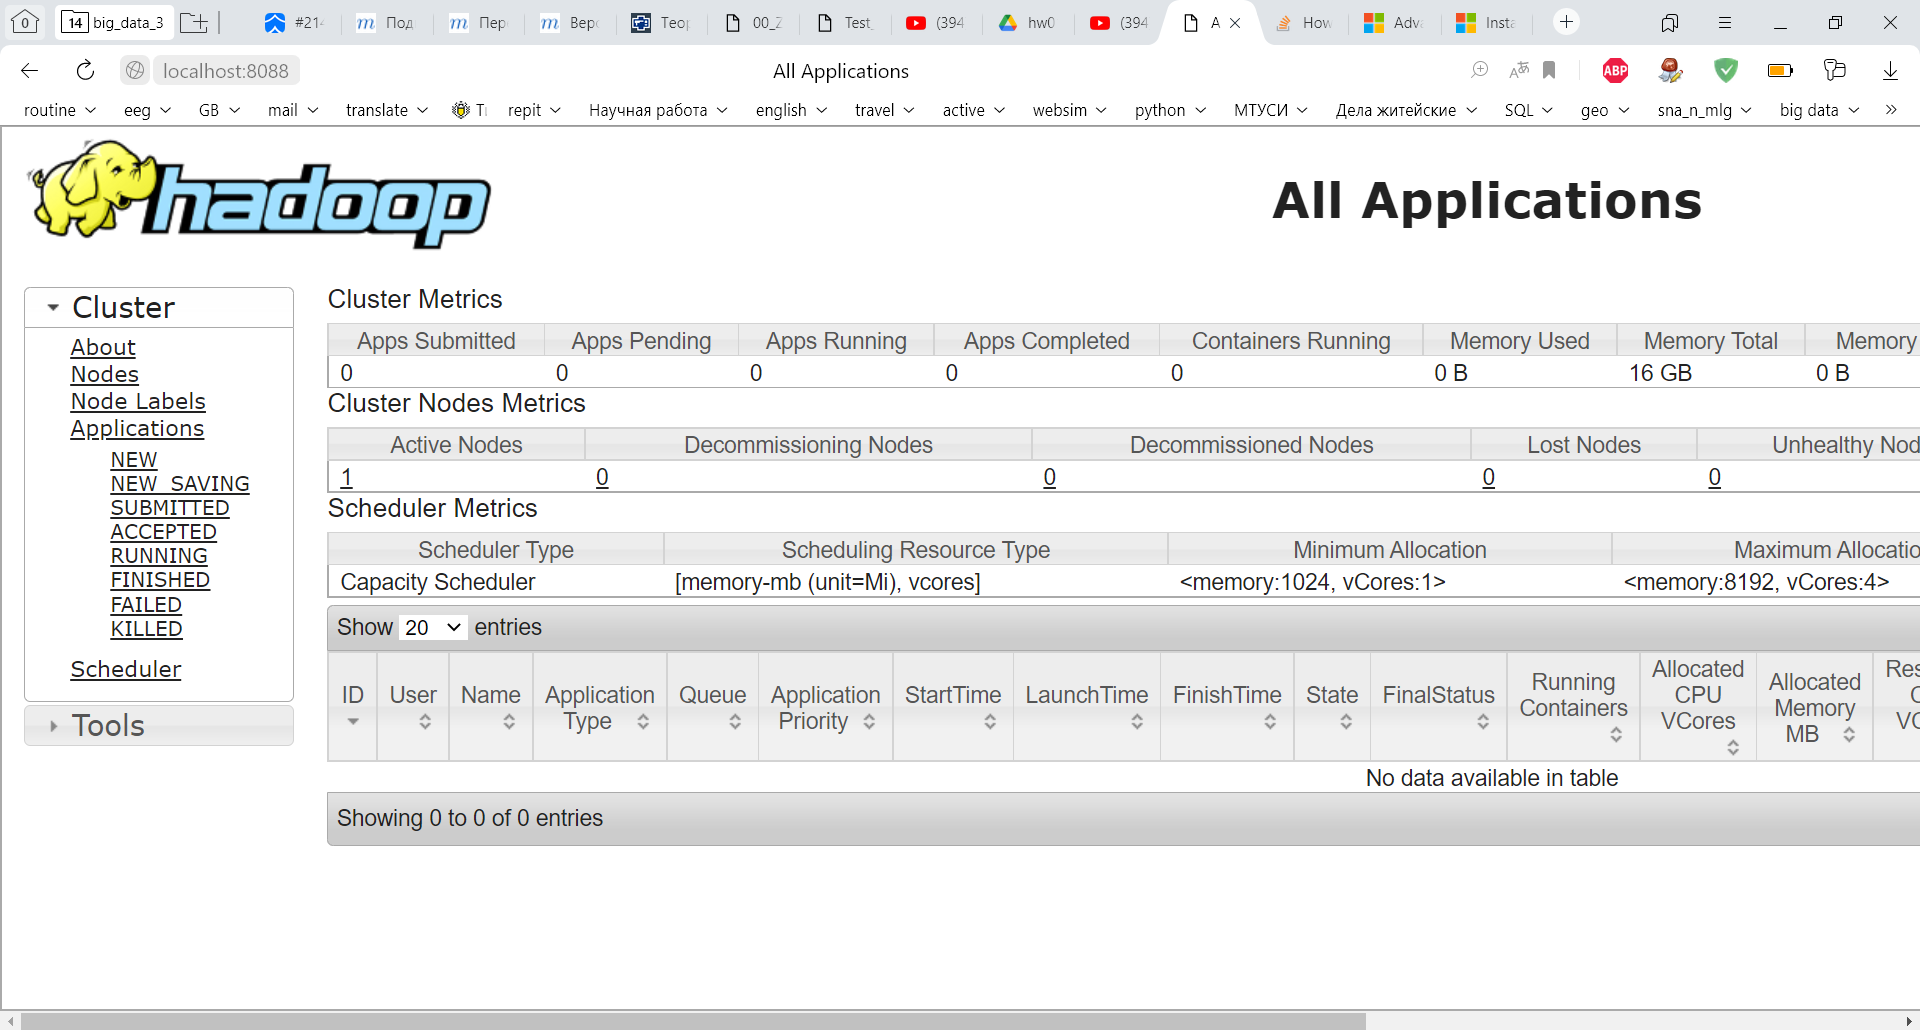 0 14 big_data_3 #21 Под Пер Верс Теор 00_Z Test_ (394 hw0 (394 A How Adva Insta
localhost:8088 All Applications ABP
routine eeg GB mail translate repit Научная работа english travel active websim python МТУСИ Дела житейские SQL geo sna_n_mlg big data »
hadoop
All Applications
Cluster
About
Nodes
Node Labels
Applications
NEW
NEW_SAVING
SUBMITTED
ACCEPTED
RUNNING
FINISHED
FAILED
KILLED
Scheduler
Tools
Cluster Metrics
Apps Submitted Apps Pending Apps Running Apps Completed Containers Running Memory Used Memory Total Memory
0 0 0 0 0 0 B 16 GB 0 B
Cluster Nodes Metrics
Active Nodes Decommissioning Nodes Decommissioned Nodes Lost Nodes Unhealthy Nod
1 0 0 0 0
Scheduler Metrics
Scheduler Type Scheduling Resource Type Minimum Allocation Maximum Allocatio
Capacity Scheduler [memory-mb (unit=Mi), vcores] <memory:1024, vCores:1> <memory:8192, vCores:4>
Show 20 entries
ID User Name Application Type Queue Application Priority StartTime LaunchTime FinishTime State FinalStatus Running Containers Allocated CPU VCores Allocated Memory MB Res C VC
No data available in table
Showing 0 to 0 of 0 entries